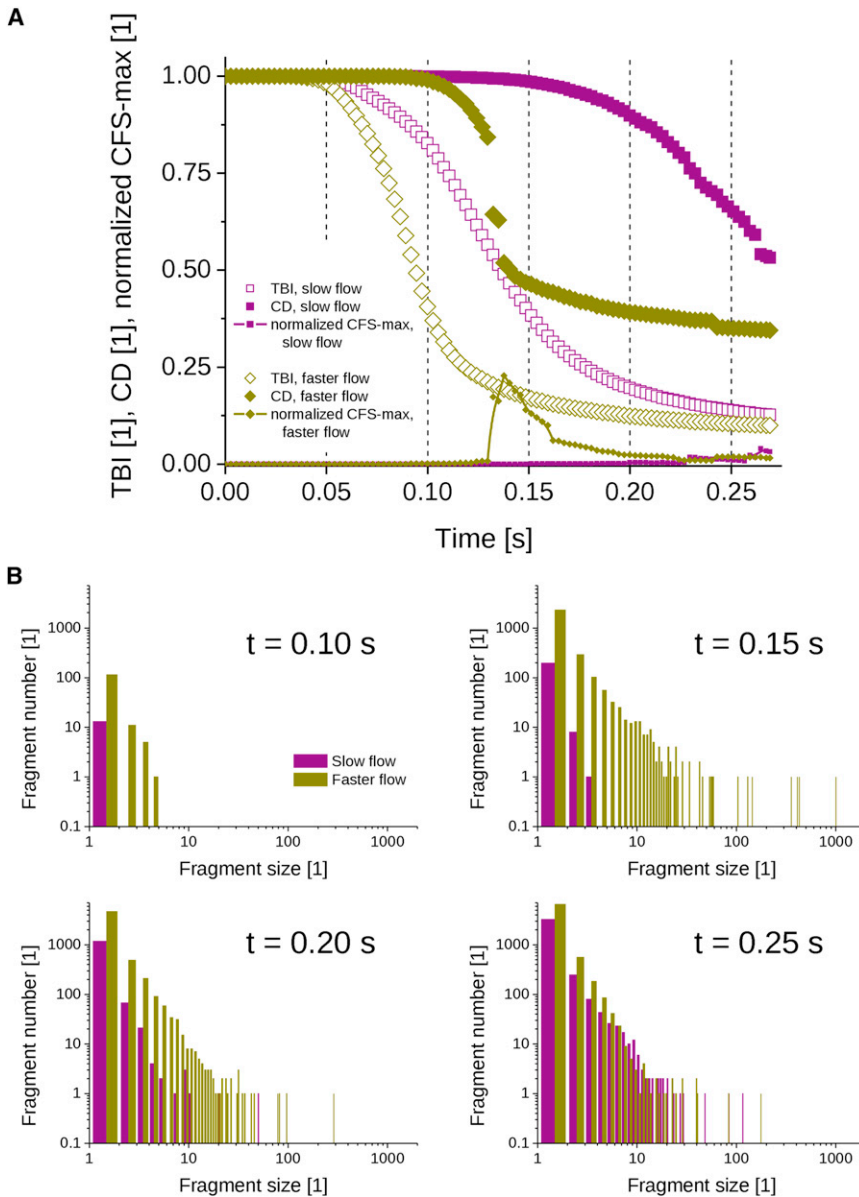 A
TBI [1], CD [1], normalized CFS-max [1]
1.00
0.75
0.50
0.25
0.00
TBI, slow flow
CD, slow flow
normalized CFS-max,
slow flow
TBI, faster flow
CD, faster flow
normalized CFS-max,
faster flow
0.00 0.05 0.10 0.15 0.20 0.25
Time [s]
B
Fragment number [1]
1000
100
10
1
0.1
t = 0.10 s
Slow flow
Faster flow
1 10 100 1000
Fragment size [1]
Fragment number [1]
1000
100
10
1
0.1
t = 0.15 s
1 10 100 1000
Fragment size [1]
Fragment number [1]
1000
100
10
1
0.1
t = 0.20 s
1 10 100 1000
Fragment size [1]
Fragment number [1]
1000
100
10
1
0.1
t = 0.25 s
1 10 100 1000
Fragment size [1]